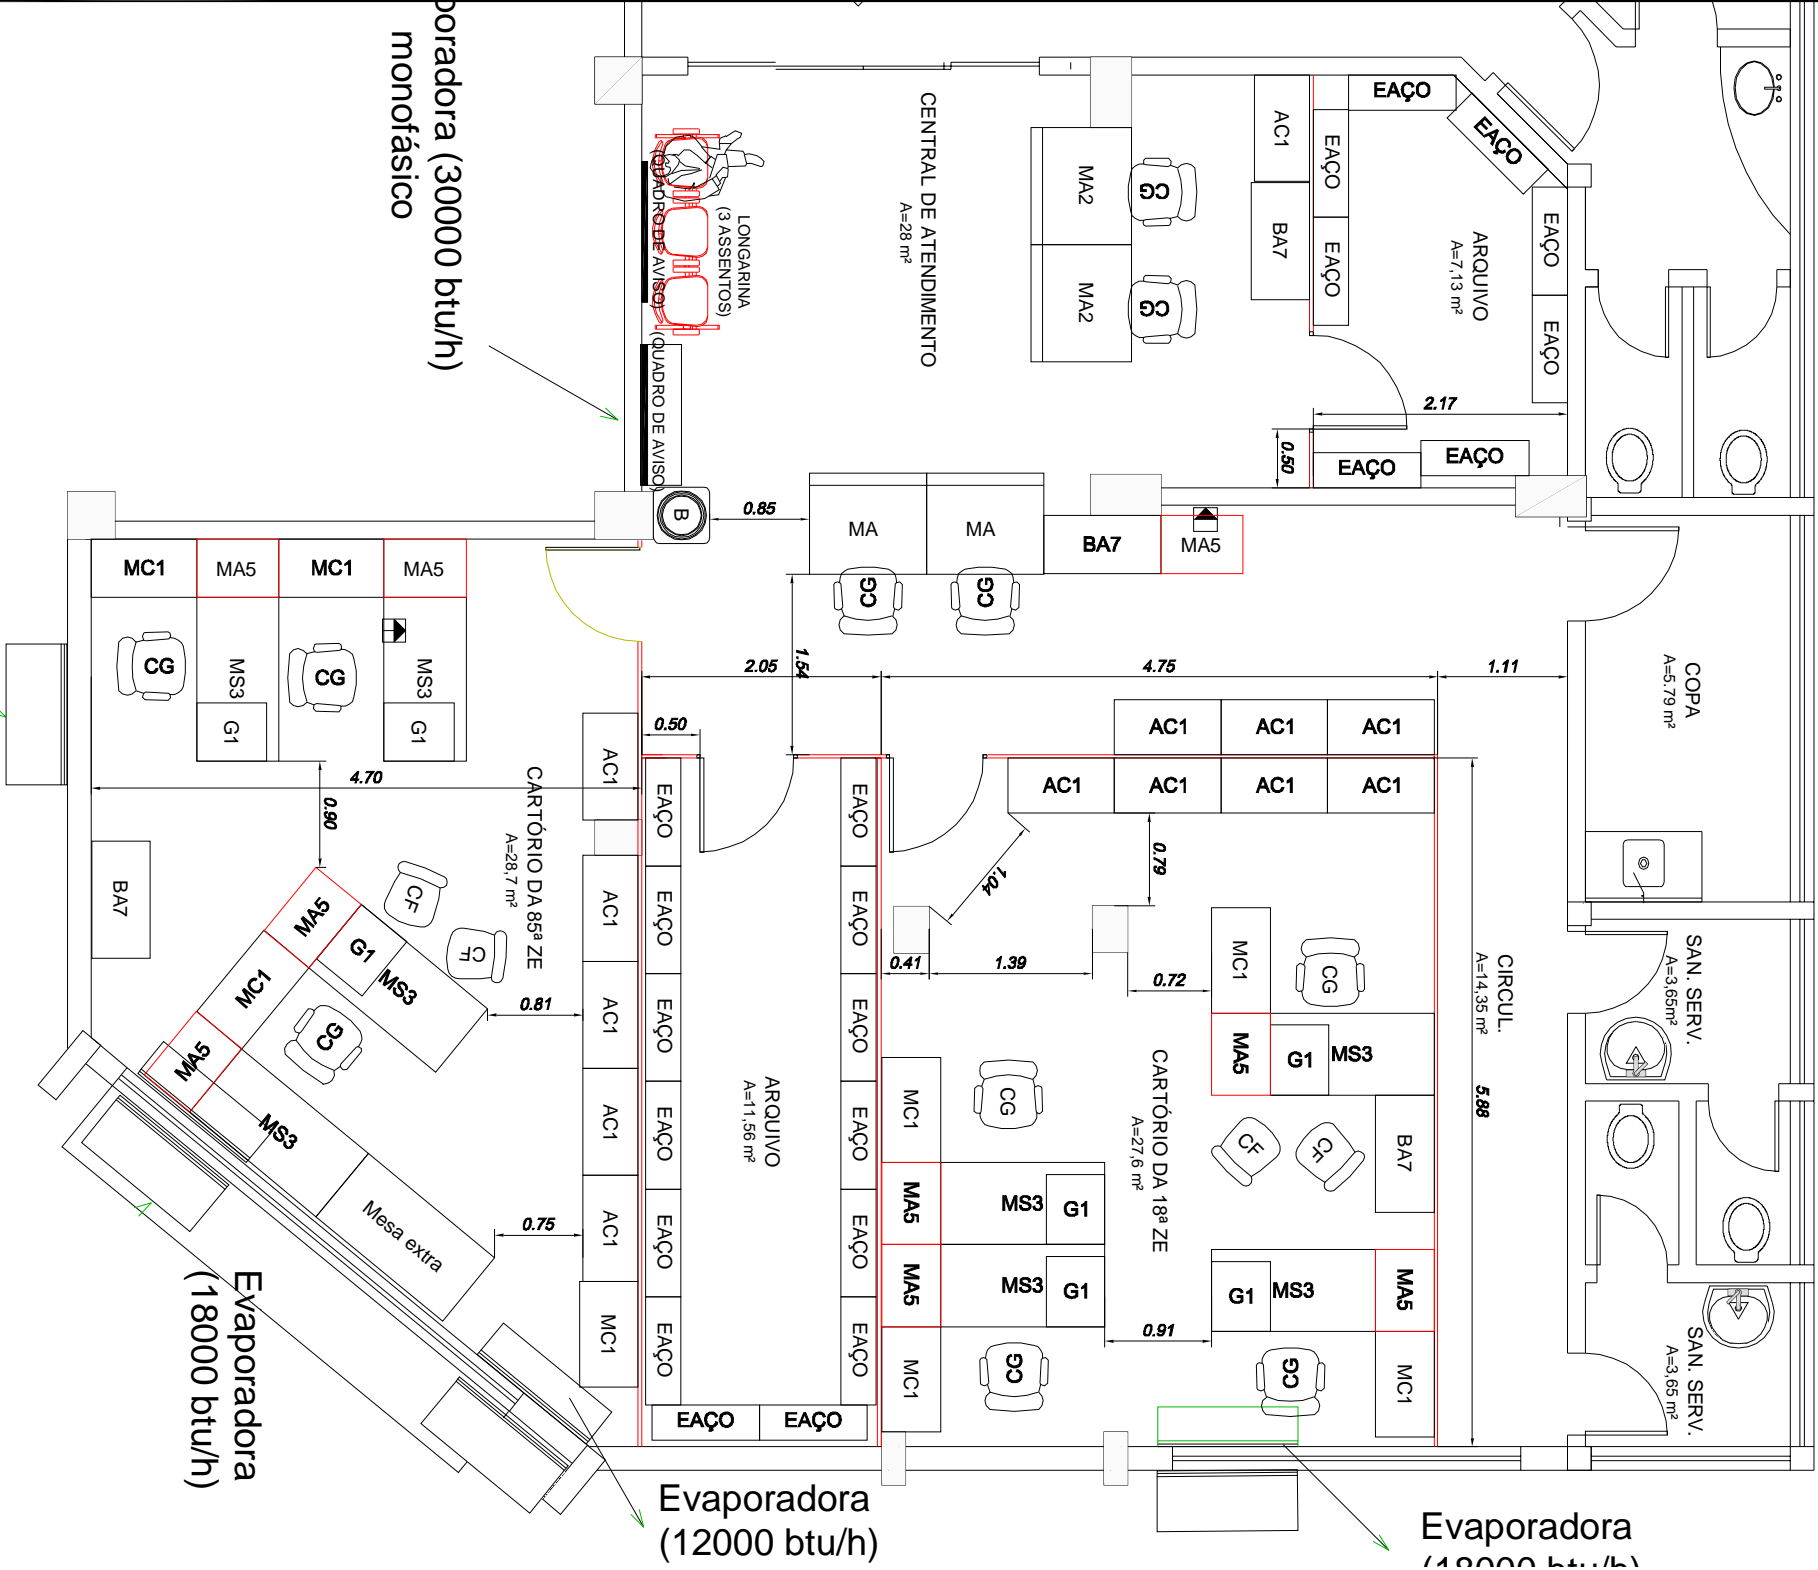 poradora (30000 btu/h)
monofásico
CENTRAL DE ATENDIMENTO
A=28 m²
LONGARINA
(3 ASSENTOS)
(QUADRO DE AVISO)
(QUADRO DE AVISO)
MA2
MA2
CG
CG
AC1
BA7
EAÇO
EAÇO
EAÇO
EAÇO
EAÇO
EAÇO
ARQUIVO
A=7,13 m²
2.17
0.50
EAÇO
EAÇO
B
0.85
MA
MA
BA7
MA5
CG
CG
MC1
MA5
MC1
MA5
CG
MS3
CG
MS3
G1
G1
2.05
1.54
4.75
1.11
0.50
COPA
A=5.79 m²
AC1
AC1
AC1
AC1
AC1
AC1
AC1
AC1
4.70
0.90
CARTÓRIO DA 85ª ZE
A=28,7 m²
BA7
CF
CF
MA5
G1
MS3
MC1
CG
MA5
MS3
Mesa extra
0.81
0.75
AC1
AC1
AC1
AC1
MC1
EAÇO
EAÇO
EAÇO
EAÇO
EAÇO
EAÇO
EAÇO
EAÇO
EAÇO
EAÇO
EAÇO
EAÇO
EAÇO
EAÇO
ARQUIVO
A=11,56 m²
0.79
1.04
0.41
1.39
0.72
MC1
CG
MA5
G1
MS3
CIRCUL.
A=14,35 m²
5.88
SAN. SERV.
A=3,65m²
CARTÓRIO DA 18ª ZE
A=27,6 m²
MC1
CG
CF
CF
BA7
MA5
MS3
G1
MA5
MS3
G1
G1
MS3
MA5
0.91
MC1
CG
CG
MC1
SAN. SERV.
A=3,65 m²
Evaporadora
(18000 btu/h)
Evaporadora
(12000 btu/h)
Evaporadora
(18000 btu/h)